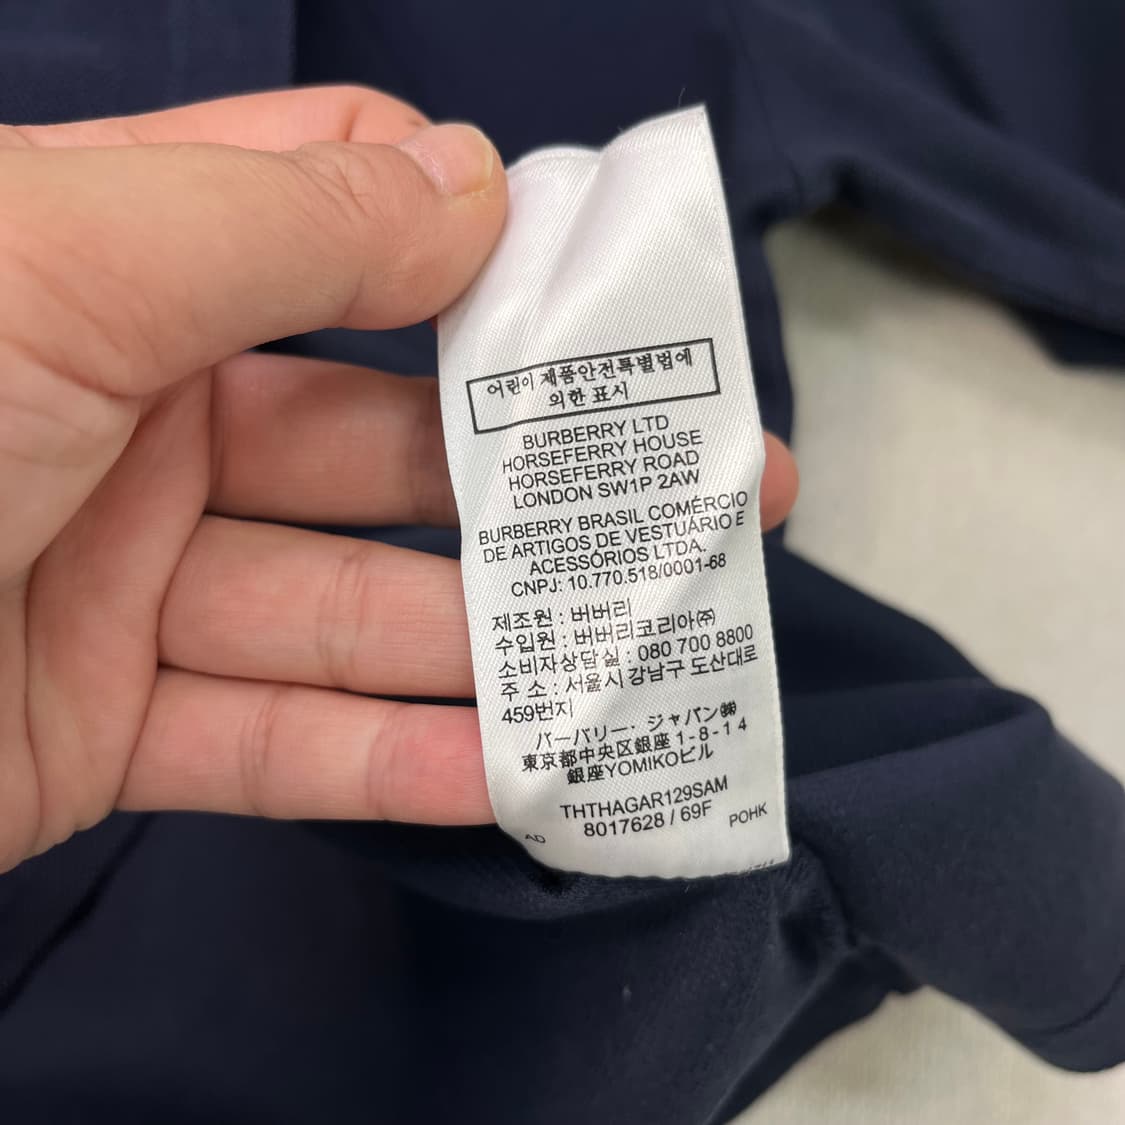 어린이 제품안전특별법에
의한 표시
BURBERRY LTD
HORSEFERRY HOUSE
HORSEFERRY ROAD
LONDON SW1P 2AW
BURBERRY BRASIL COMÉRCIO
DE ARTIGOS DE VESTUÁRIO E
ACESSÓRIOS LTDA.
CNPJ: 10.770.518/0001-68
제조원 : 버버리
수입원 : 버버리코리아㈜
소비자상담실 : 080 700 8800
주 소 : 서울시 강남구 도산대로
459번지
バーバリー・ジャパン㈱
東京都中央区銀座 1-8-14
銀座YOMIKOビル
THTHAGAR129SAM
8017628 / 69F
AD
POHK